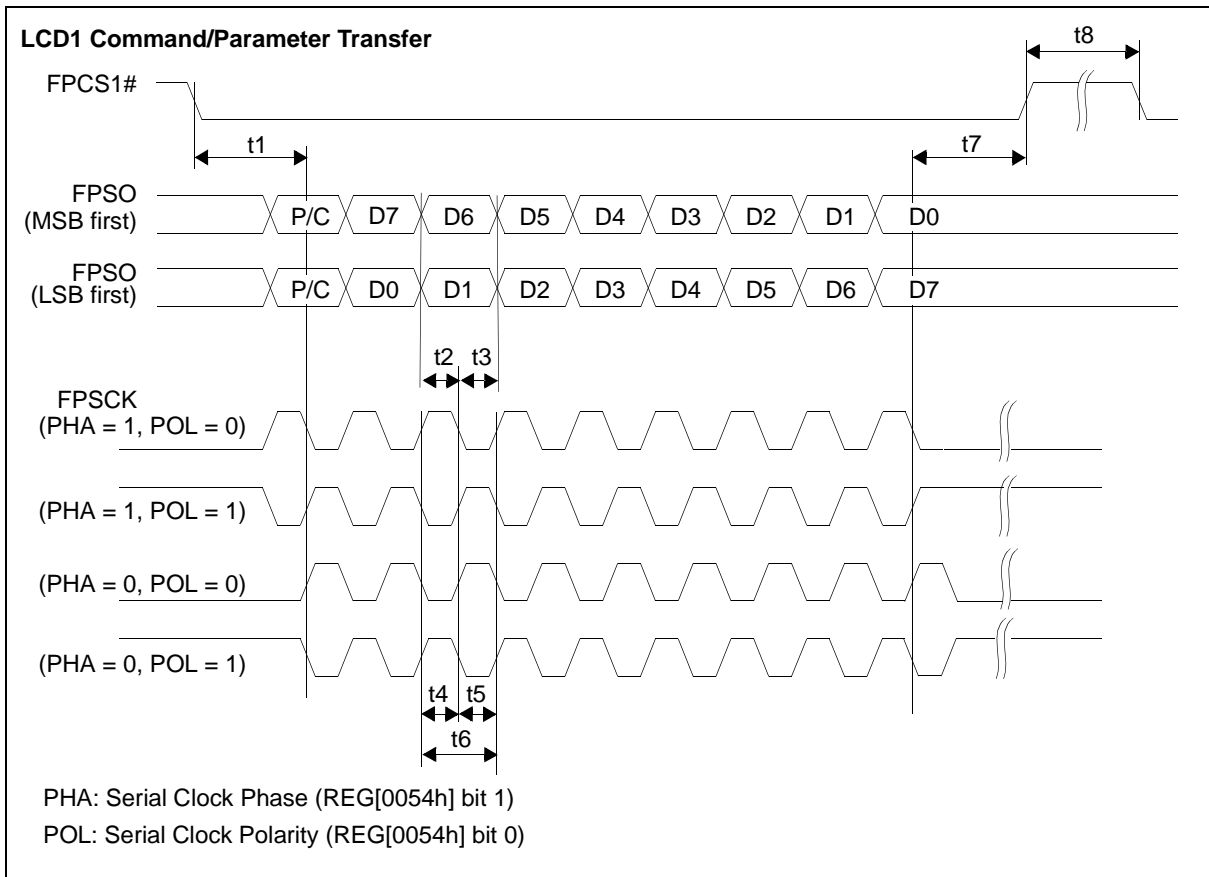 LCD1 Command/Parameter Transfer
t8
FPCS1#
t1
t7
FPSO
(MSB first)
P/C D7 D6 D5 D4 D3 D2 D1 D0
FPSO
(LSB first)
P/C D0 D1 D2 D3 D4 D5 D6 D7
t2 t3
FPSCK
(PHA = 1, POL = 0)
(PHA = 1, POL = 1)
(PHA = 0, POL = 0)
(PHA = 0, POL = 1)
t4 t5
t6
PHA: Serial Clock Phase (REG[0054h] bit 1)
POL: Serial Clock Polarity (REG[0054h] bit 0)